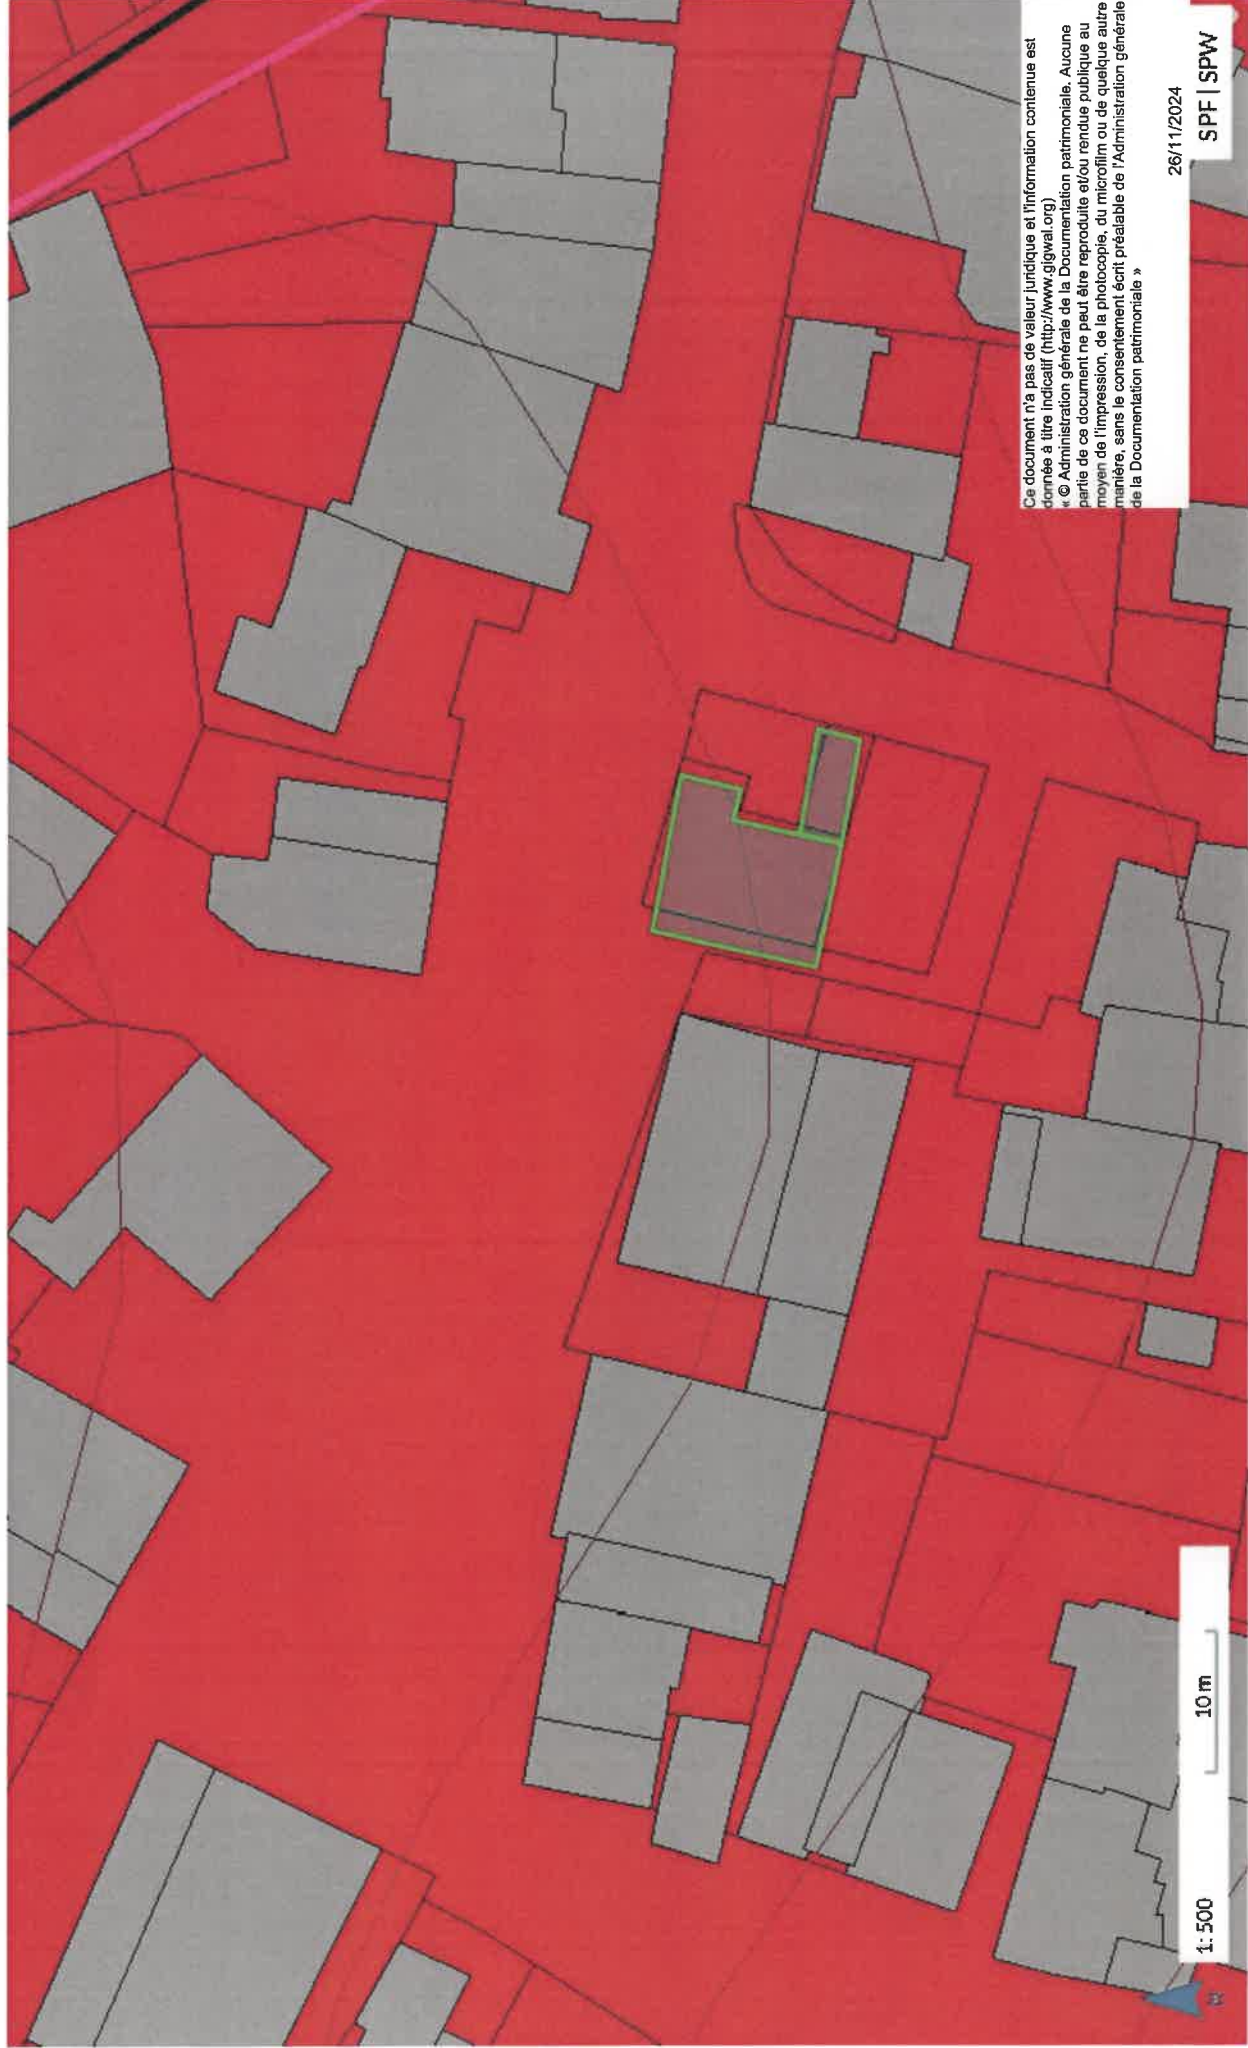 Ce document n'a pas de valeur juridique et l'information contenue est
donnée à titre indicatif (http://www.gigwal.org)
« © Administration générale de la Documentation patrimoniale. Aucune
partie de ce document ne peut être reproduite et/ou rendue publique au
moyen de l'impression, de la photocopie, du microfilm ou de quelque autre
manière, sans le consentement écrit préalable de l'Administration générale
de la Documentation patrimoniale »
26/11/2024
SPF | SPW
1: 500
10 m